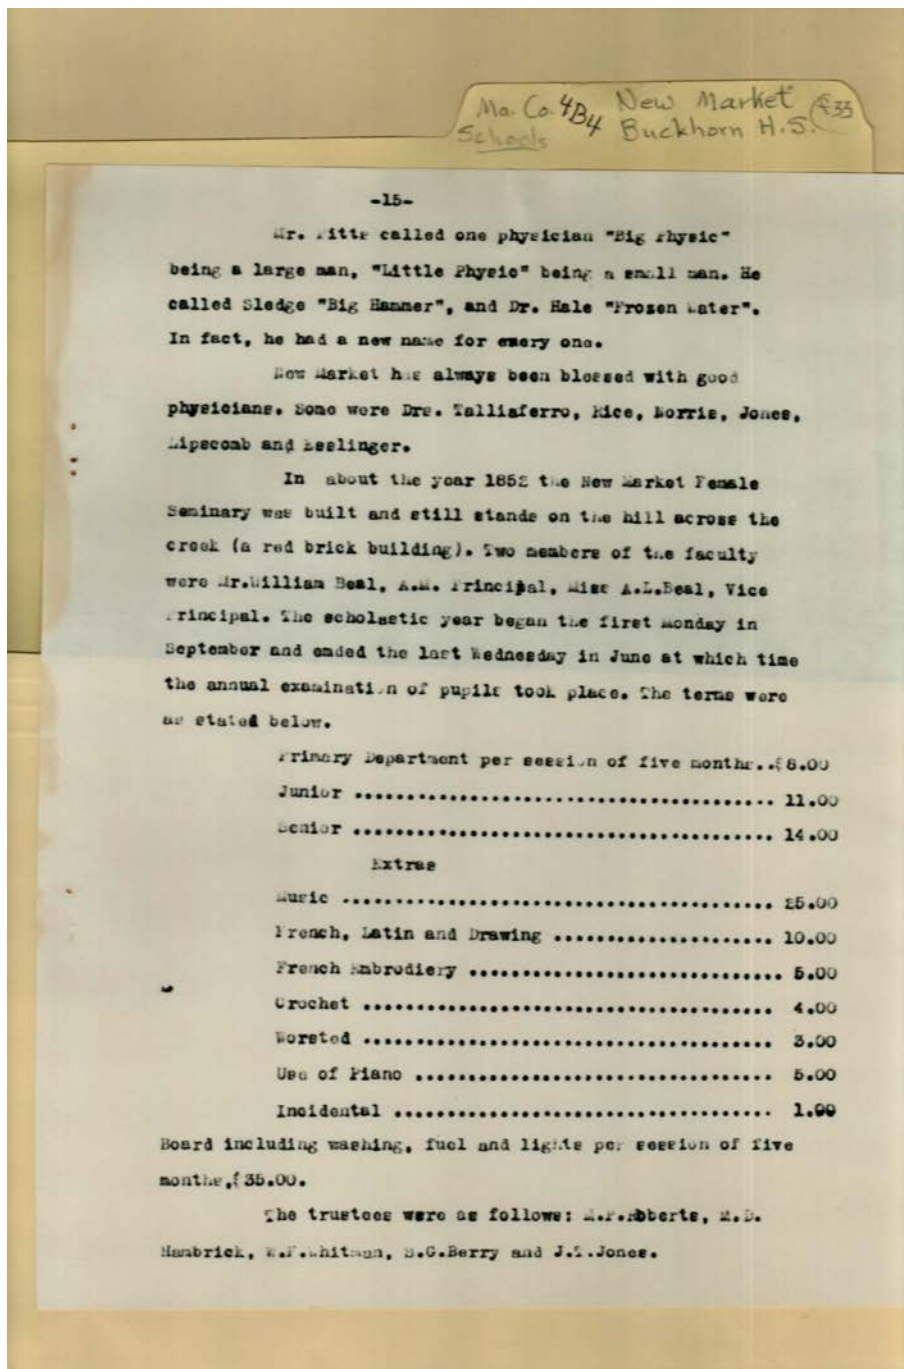 Ma. Co. 4B4 New Market f33
Schools Buckhorn H.S.
-15-
Mr. Pitts called one physician "Big Physic"
being a large man, "Little Physic" being a small man. He
called Sledge "Big Hammer", and Dr. Hale "Frozen Water".
In fact, he had a new name for every one.
New Market has always been blessed with good
physicians. Some were Drs. Talliaferro, Rice, Norris, Jones,
Lipscomb and Esslinger.
In about the year 1852 the New Market Female
Seminary was built and still stands on the hill across the
creek (a red brick building). Two members of the faculty
were Mr.William Beal, A.M. Principal, Miss A.L.Beal, Vice
Principal. The scholastic year began the first Monday in
September and ended the last Wednesday in June at which time
the annual examination of pupils took place. The terms were
as stated below.
Primary Department per session of five months..$8.00
Junior ........................................ 11.00
Senior ........................................ 14.00
Extras
Music ......................................... 25.00
French, Latin and Drawing ..................... 10.00
French Embrodiery .............................. 5.00
Crochet ....................................... 4.00
Worsted ....................................... 3.00
Use of Piano .................................. 5.00
Incidental .................................... 1.00
Board including washing, fuel and lights per session of five
months,$35.00.
The trustees were as follows: Roberts, M.D.
Hambrick, W.F.Whitman, B.G.Berry and Jones.